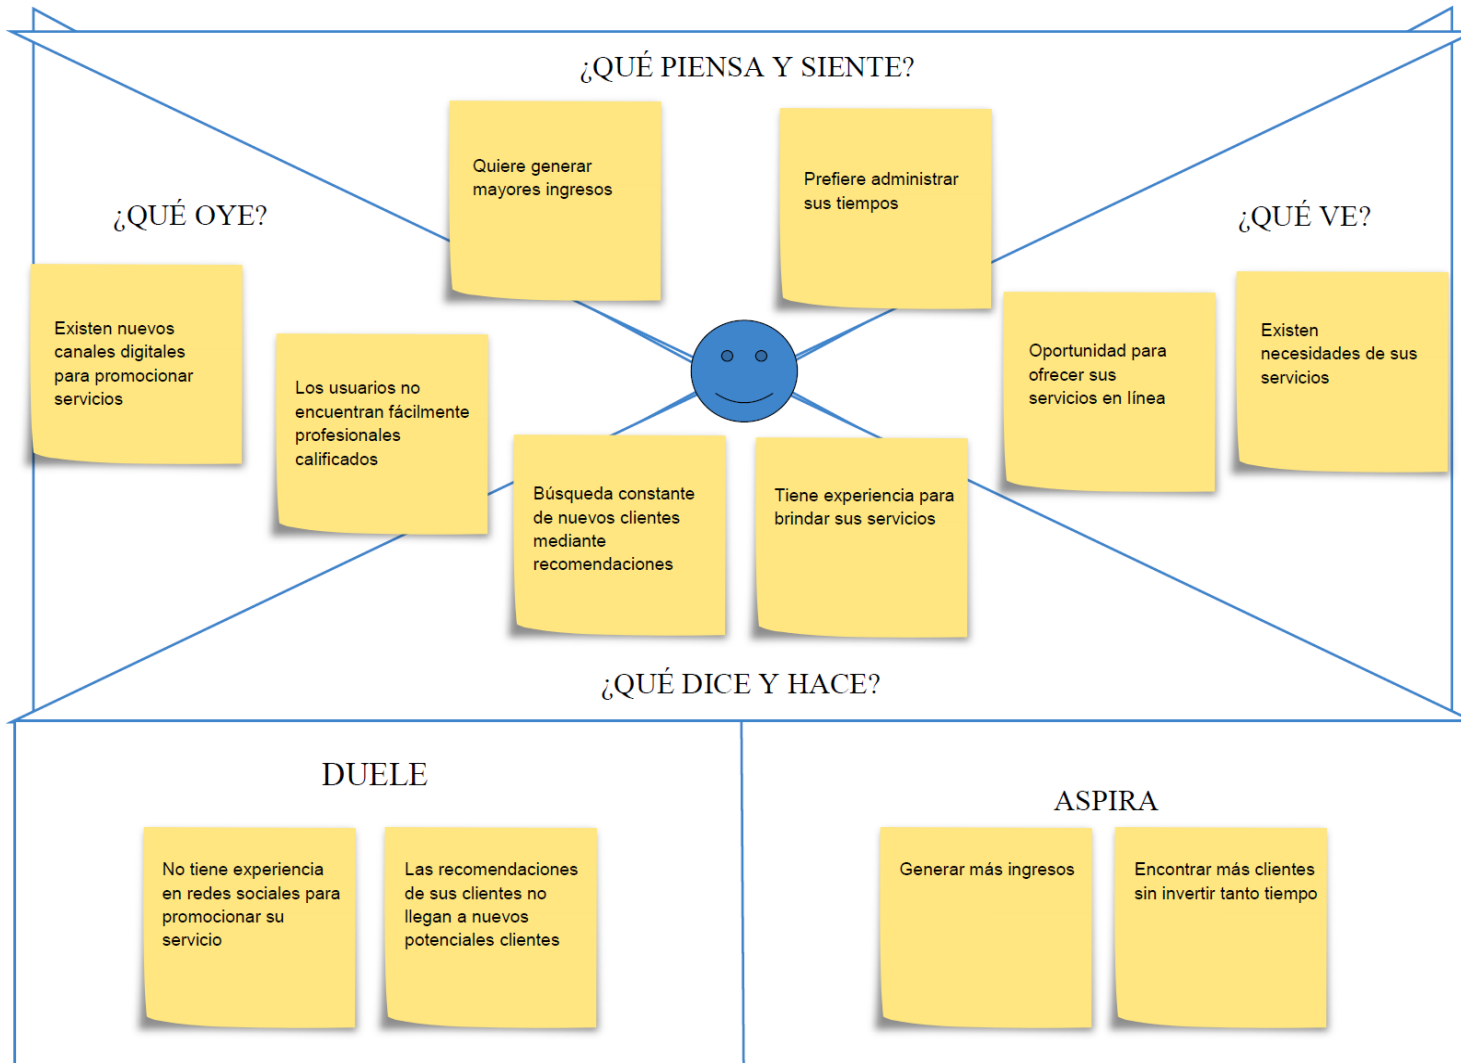 ¿QUÉ PIENSA Y SIENTE?
Quiere generar
mayores ingresos
Prefiere administrar
sus tiempos
¿QUÉ OYE?
Existen nuevos
canales digitales
para promocionar
servicios
Los usuarios no
encuentran fácilmente
profesionales
calificados
¿QUÉ VE?
Oportunidad para
ofrecer sus
servicios en línea
Existen
necesidades de sus
servicios
Búsqueda constante
de nuevos clientes
mediante
recomendaciones
Tiene experiencia para
brindar sus servicios
¿QUÉ DICE Y HACE?
DUELE
No tiene experiencia
en redes sociales para
promocionar su
servicio
Las recomendaciones
de sus clientes no
llegan a nuevos
potenciales clientes
ASPIRA
Generar más ingresos
Encontrar más clientes
sin invertir tanto tiempo